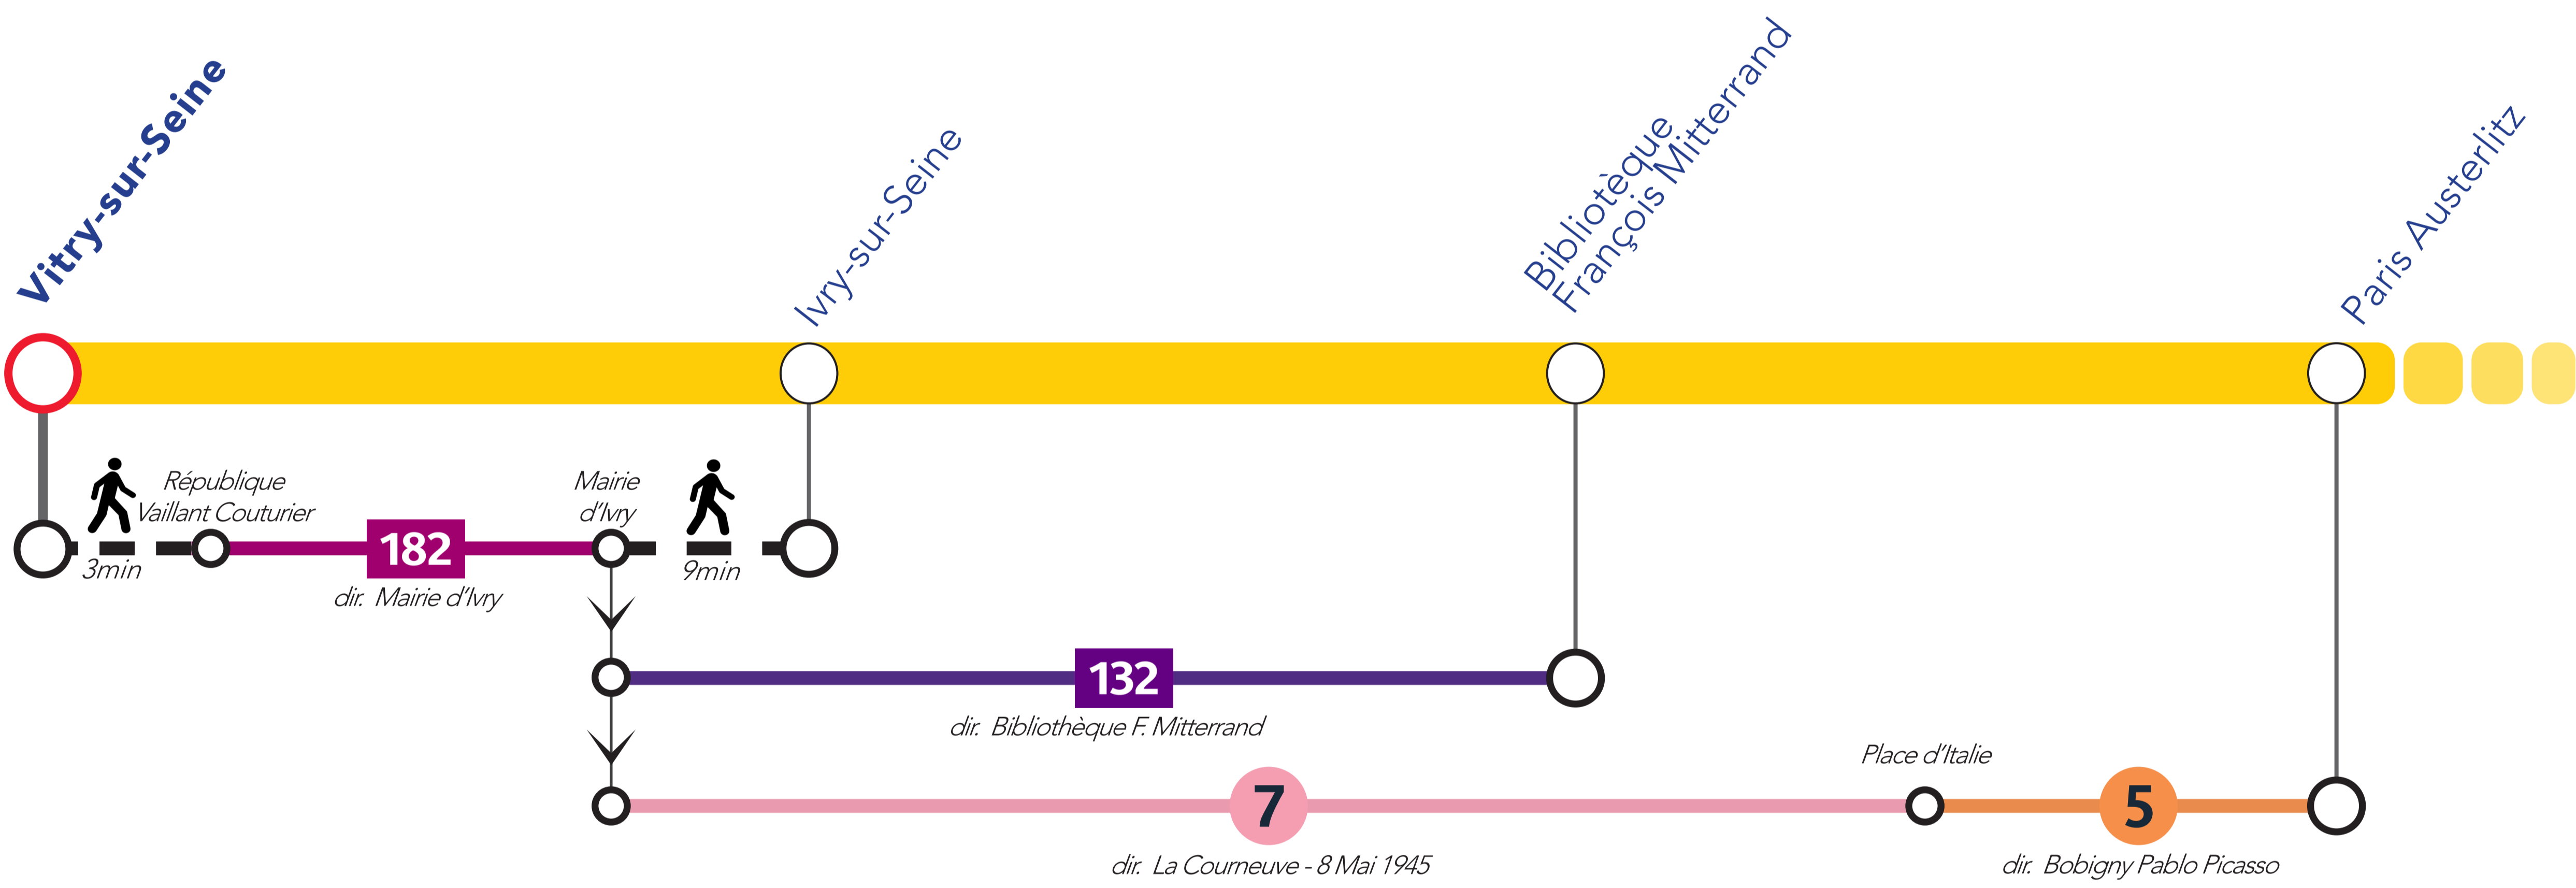 Vitry-sur-Seine
Ivry-sur-Seine
Bibliotèque
François Mitterrand
Paris Austerlitz
République
Vaillant Couturier
Mairie
d'Ivry
182
3min
9min
dir. Mairie d'Ivry
132
dir. Bibliothèque F. Mitterrand
Place d'Italie
7
5
dir. La Courneuve - 8 Mai 1945
dir. Bobigny Pablo Picasso